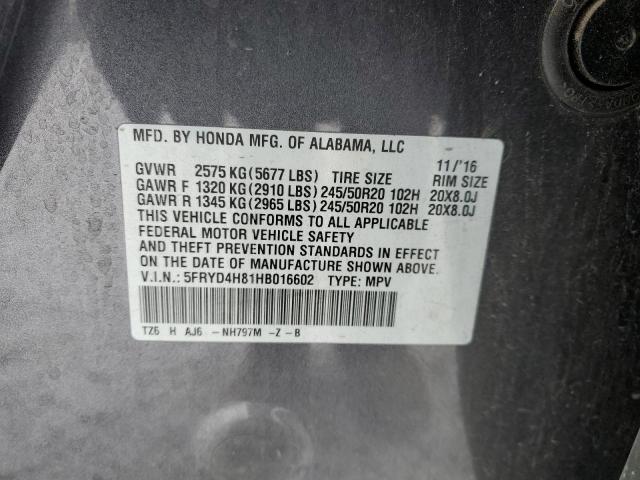 MFD. BY HONDA MFG. OF ALABAMA, LLC
11/'16
GVWR 2575 KG (5677 LBS) TIRE SIZE RIM SIZE
GAWR F 1320 KG (2910 LBS) 245/50R20 102H 20X8.0J
GAWR R 1345 KG (2965 LBS) 245/50R20 102H 20X8.0J
THIS VEHICLE CONFORMS TO ALL APPLICABLE
FEDERAL MOTOR VEHICLE SAFETY
AND THEFT PREVENTION STANDARDS IN EFFECT
ON THE DATE OF MANUFACTURE SHOWN ABOVE.
V.I.N.: 5FRYD4H81HB016602 TYPE: MPV
TZ6 H AJ6 - NH797M -Z -B